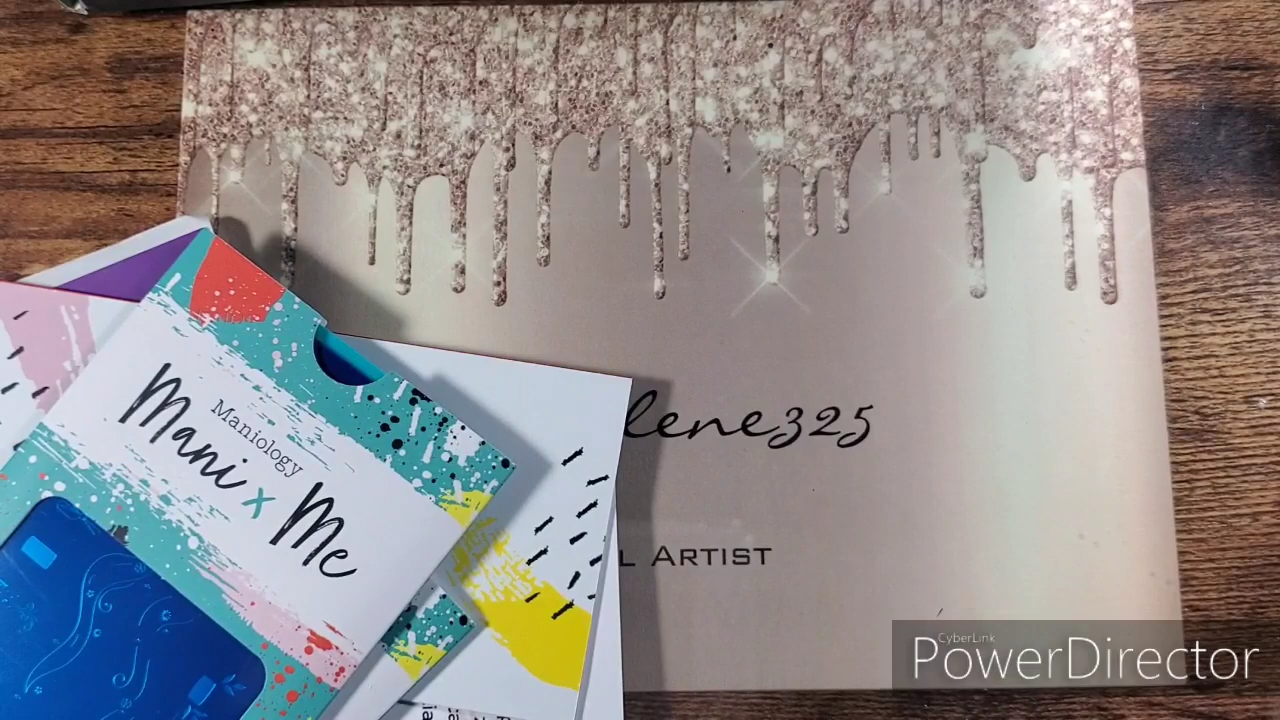 Maniology
Mani x Me
lene325
L ARTIST
CyberLink
PowerDirector